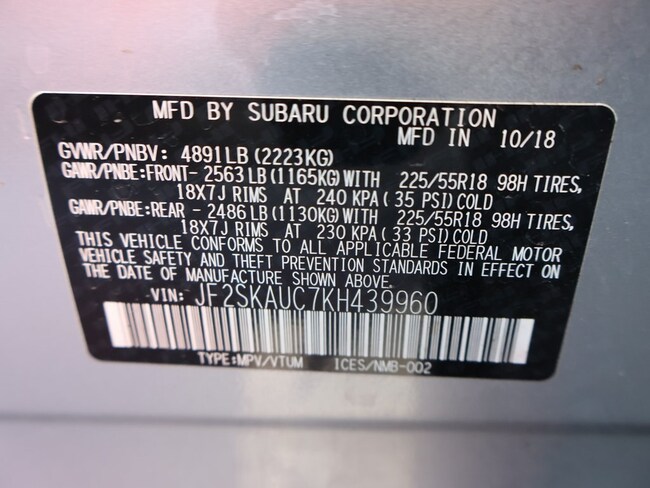 MFD BY SUBARU CORPORATION
MFD IN 10/18
GVWR/PNBV: 4891LB (2223KG)
GAWR/PNBE:FRONT- 2563LB (1165KG) WITH 225/55R18 98H TIRES,
18X7J RIMS AT 240 KPA ( 35 PSI) COLD
GAWR/PNBE:REAR - 2486LB (1130KG) WITH 225/55R18 98H TIRES,
18X7J RIMS AT 230 KPA ( 33 PSI) COLD
THIS VEHICLE CONFORMS TO ALL APPLICABLE FEDERAL MOTOR
VEHICLE SAFETY AND THEFT PREVENTION STANDARDS IN EFFECT ON
THE DATE OF MANUFACTURE SHOWN ABOVE.
VIN: JF2SKAUC7KH439960
TYPE:MPV/VTUM ICES/NMB-002